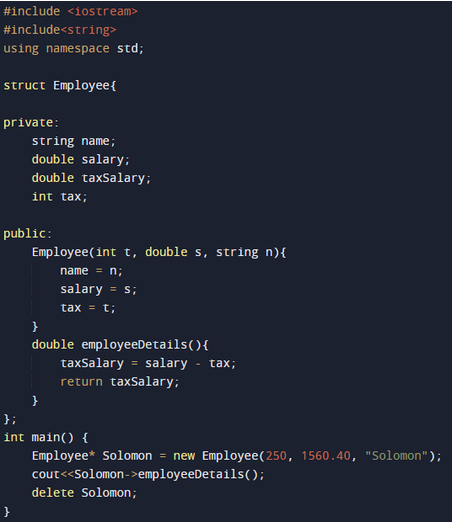 #include <iostream>
#include<string>
using namespace std;
struct Employee{
private:
    string name;
    double salary;
    double taxSalary;
    int tax;
public:
    Employee(int t, double s, string n){
        name = n;
        salary = s;
        tax = t;
    }
    double employeeDetails(){
        taxSalary = salary - tax;
        return taxSalary;
    }
};
int main() {
    Employee* Solomon = new Employee(250, 1560.40, "Solomon");
    cout<<Solomon->employeeDetails();
    delete Solomon;
}